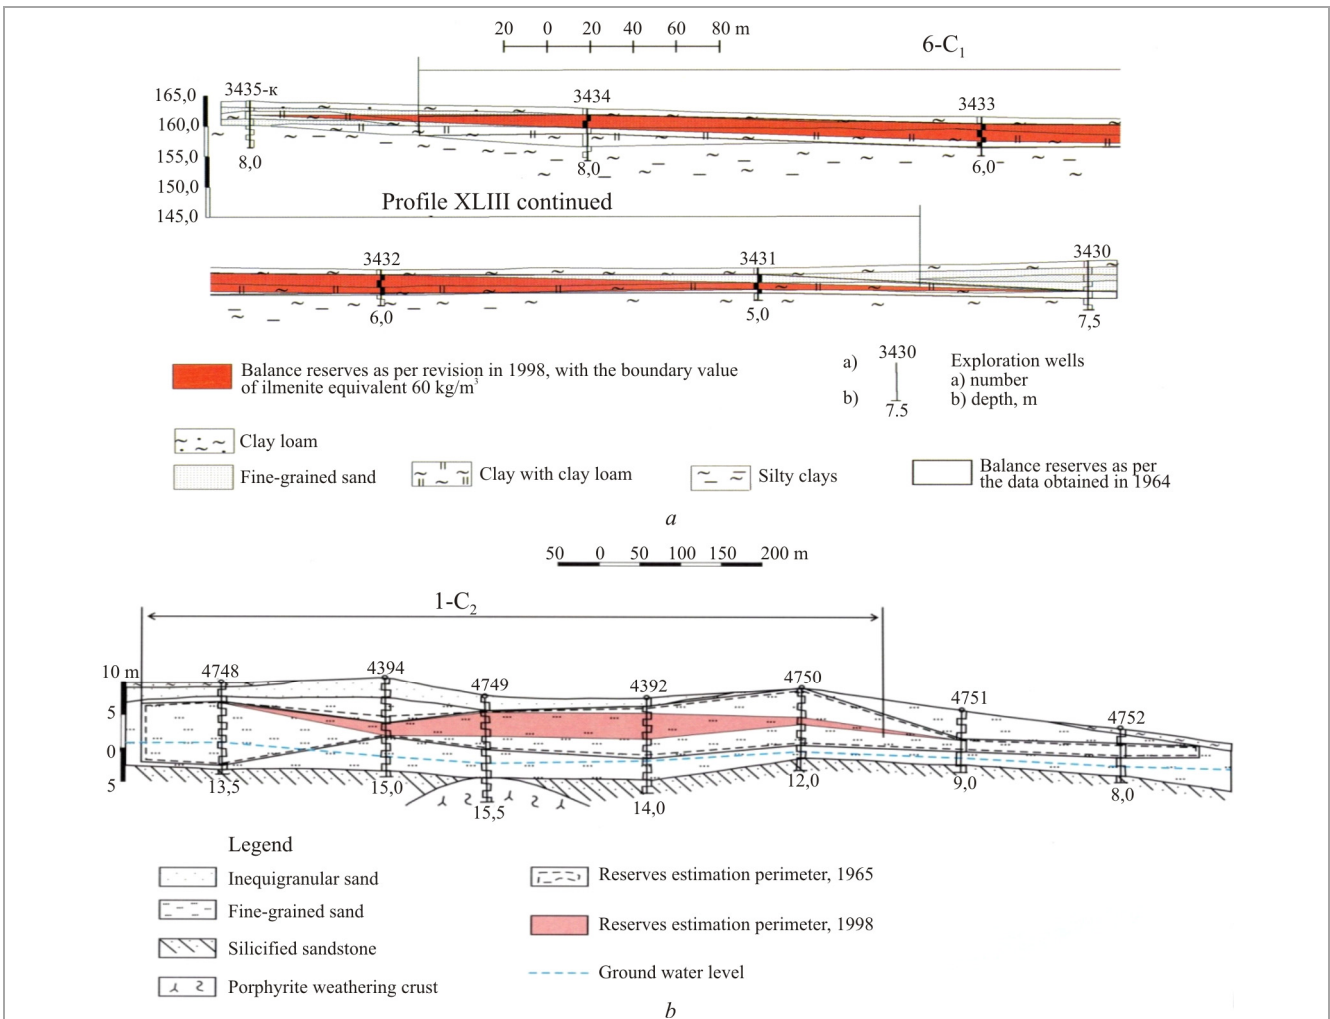 20 0 20 40 60 80 m
6-C₁
3435-к 3434 3433
165,0
160,0
155,0
150,0
145,0
8,0 8,0 6,0
Profile XLIII continued
3432 3431 3430
6,0 5,0 7,5
Balance reserves as per revision in 1998, with the boundary value
of ilmenite equivalent 60 kg/m³
a) 3430
b) 7.5
Exploration wells
a) number
b) depth, m
Clay loam
Fine-grained sand
Clay with clay loam
Silty clays
Balance reserves as per
the data obtained in 1964
a
50 0 50 100 150 200 m
1-C₂
10 m
5
0
5
4748 4394 4749 4392 4750 4751 4752
13,5 15,0 15,5 14,0 12,0 9,0 8,0
Legend
Inequigranular sand
Fine-grained sand
Silicified sandstone
Porphyrite weathering crust
Reserves estimation perimeter, 1965
Reserves estimation perimeter, 1998
Ground water level
b